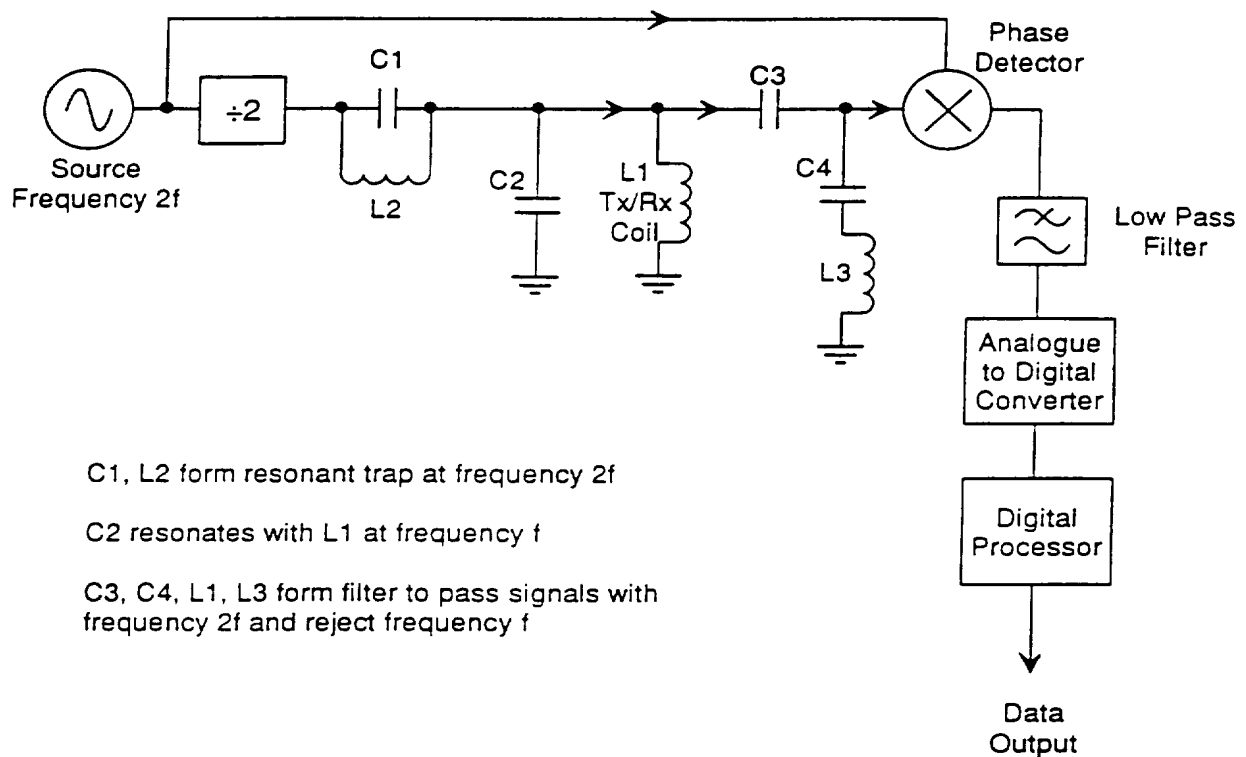 Phase
Detector
C1
C3
÷2
Source
Frequency 2f
L2
C2
L1
Tx/Rx
Coil
C4
L3
Low Pass
Filter
Analogue
to Digital
Converter
Digital
Processor
Data
Output
C1, L2 form resonant trap at frequency 2f
C2 resonates with L1 at frequency f
C3, C4, L1, L3 form filter to pass signals with
frequency 2f and reject frequency f